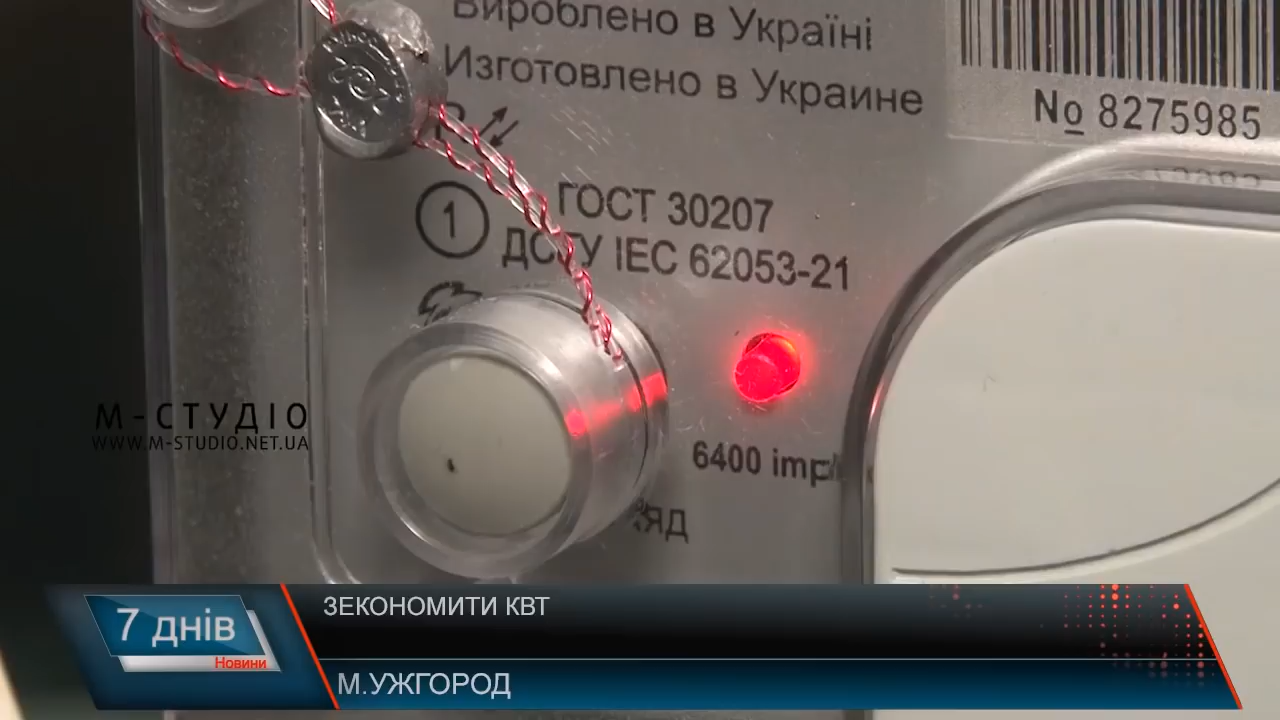 Вироблено в Україні
Изготовлено в Украине
No 8275985
1
ГОСТ 30207
ДСТУ IEC 62053-21
6400 imp
М-СТУДІО
WWW.M-STUDIO.NET.UA
7 днів
Новини
ЗЕКОНОМИТИ КВТ
М.УЖГОРОД